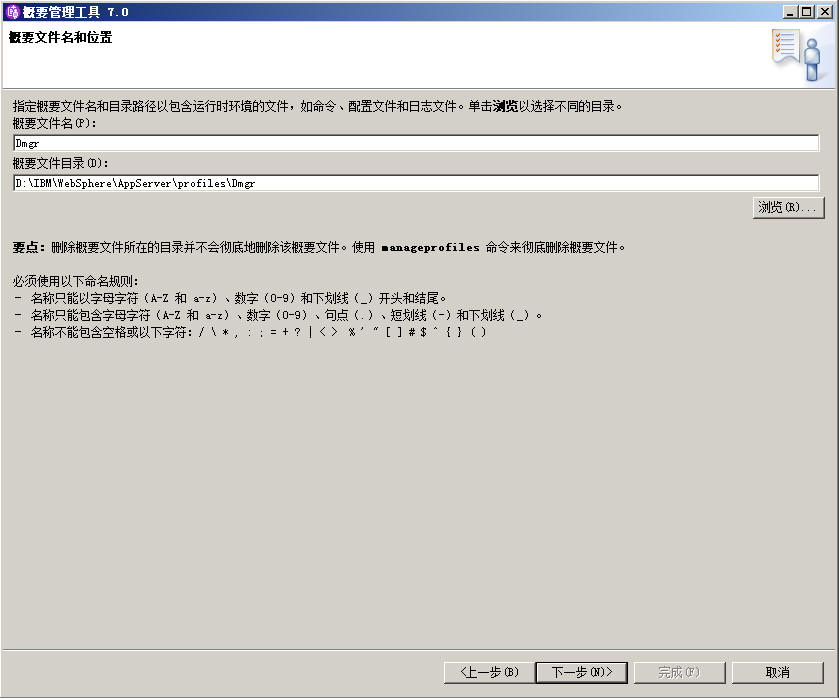 概要管理工具 7.0
概要文件名和位置
指定概要文件名和目录路径以包含运行时环境的文件，如命令、配置文件和日志文件。单击浏览以选择不同的目录。
概要文件名(P)：
Dmgr
概要文件目录(D)：
D:\IBM\WebSphere\AppServer\profiles\Dmgr
浏览(R)...
要点：删除概要文件所在的目录并不会彻底地删除该概要文件。使用 manageprofiles 命令来彻底删除概要文件。
必须使用以下命名规则：
- 名称只能以字母字符（A-Z 和 a-z）、数字（0-9）和下划线（_）开头和结尾。
- 名称只能包含字母字符（A-Z 和 a-z）、数字（0-9）、句点（.）、短划线（-）和下划线（_）。
- 名称不能包含空格或以下字符：/ \ * , : ; = + ? | < > % ' " [ ] # $ ^ { } ( )
<上一步(B)
下一步(N)>
完成(F)
取消